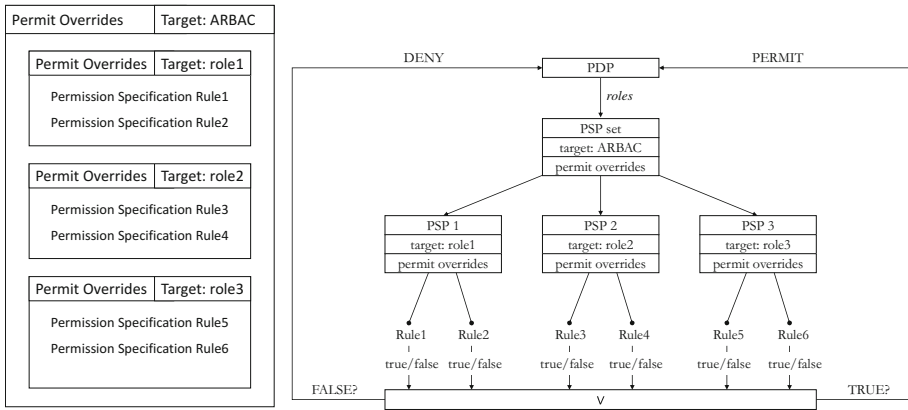 Permit Overrides Target: ARBAC
Permit Overrides Target: role1
Permission Specification Rule1
Permission Specification Rule2
Permit Overrides Target: role2
Permission Specification Rule3
Permission Specification Rule4
Permit Overrides Target: role3
Permission Specification Rule5
Permission Specification Rule6
DENY PERMIT
PDP
roles
PSP set
target: ARBAC
permit overrides
PSP 1 PSP 2 PSP 3
target: role1 target: role2 target: role3
permit overrides permit overrides permit overrides
Rule1 Rule2 Rule3 Rule4 Rule5 Rule6
true/false true/false true/false true/false true/false true/false
FALSE? TRUE?
∨